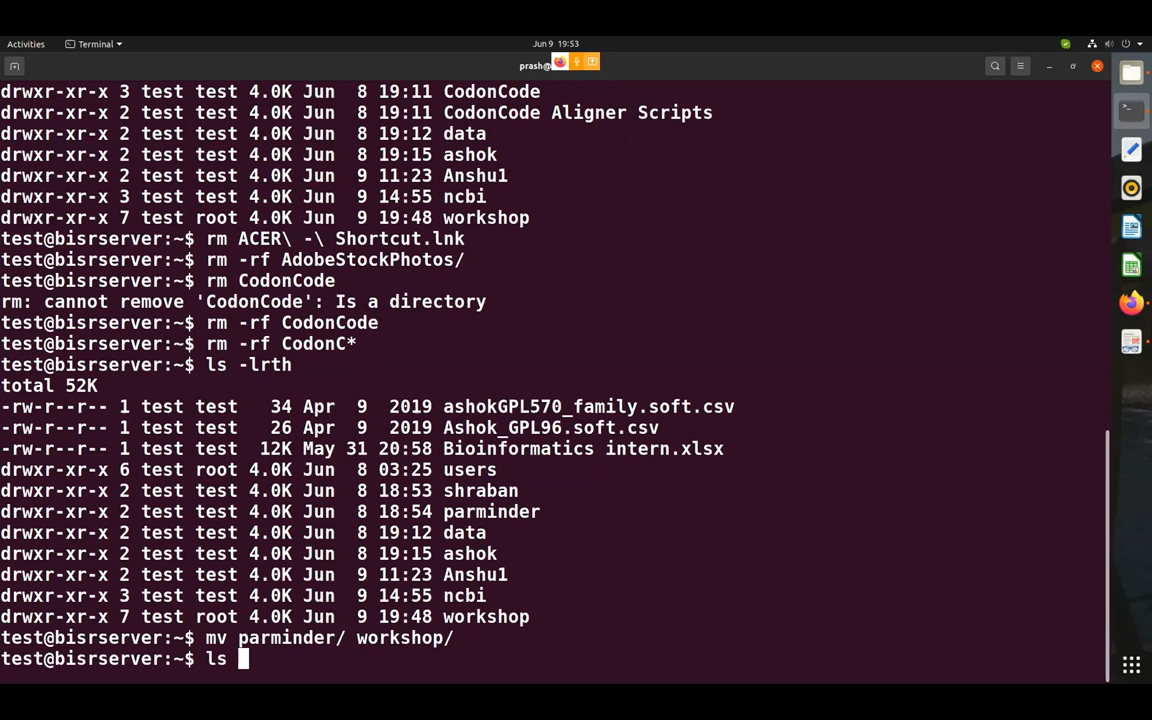 Activities
Terminal
Jun 9 19:53
prash@
drwxr-xr-x 3 test test 4.0K Jun  8 19:11 CodonCode
drwxr-xr-x 2 test test 4.0K Jun  8 19:11 CodonCode Aligner Scripts
drwxr-xr-x 2 test test 4.0K Jun  8 19:12 data
drwxr-xr-x 2 test test 4.0K Jun  8 19:15 ashok
drwxr-xr-x 2 test test 4.0K Jun  9 11:23 Anshu1
drwxr-xr-x 3 test test 4.0K Jun  9 14:55 ncbi
drwxr-xr-x 7 test root 4.0K Jun  9 19:48 workshop
test@bisrserver:~$ rm ACER\ -\ Shortcut.lnk
test@bisrserver:~$ rm -rf AdobeStockPhotos/
test@bisrserver:~$ rm CodonCode
rm: cannot remove 'CodonCode': Is a directory
test@bisrserver:~$ rm -rf CodonCode
test@bisrserver:~$ rm -rf CodonC*
test@bisrserver:~$ ls -lrth
total 52K
-rw-r--r-- 1 test test   34 Apr  9  2019 ashokGPL570_family.soft.csv
-rw-r--r-- 1 test test   26 Apr  9  2019 Ashok_GPL96.soft.csv
-rw-r--r-- 1 test test  12K May 31 20:58 Bioinformatics intern.xlsx
drwxr-xr-x 6 test root 4.0K Jun  8 03:25 users
drwxr-xr-x 2 test test 4.0K Jun  8 18:53 shraban
drwxr-xr-x 2 test test 4.0K Jun  8 18:54 parminder
drwxr-xr-x 2 test test 4.0K Jun  8 19:12 data
drwxr-xr-x 2 test test 4.0K Jun  8 19:15 ashok
drwxr-xr-x 2 test test 4.0K Jun  9 11:23 Anshu1
drwxr-xr-x 3 test test 4.0K Jun  9 14:55 ncbi
drwxr-xr-x 7 test root 4.0K Jun  9 19:48 workshop
test@bisrserver:~$ mv parminder/ workshop/
test@bisrserver:~$ ls